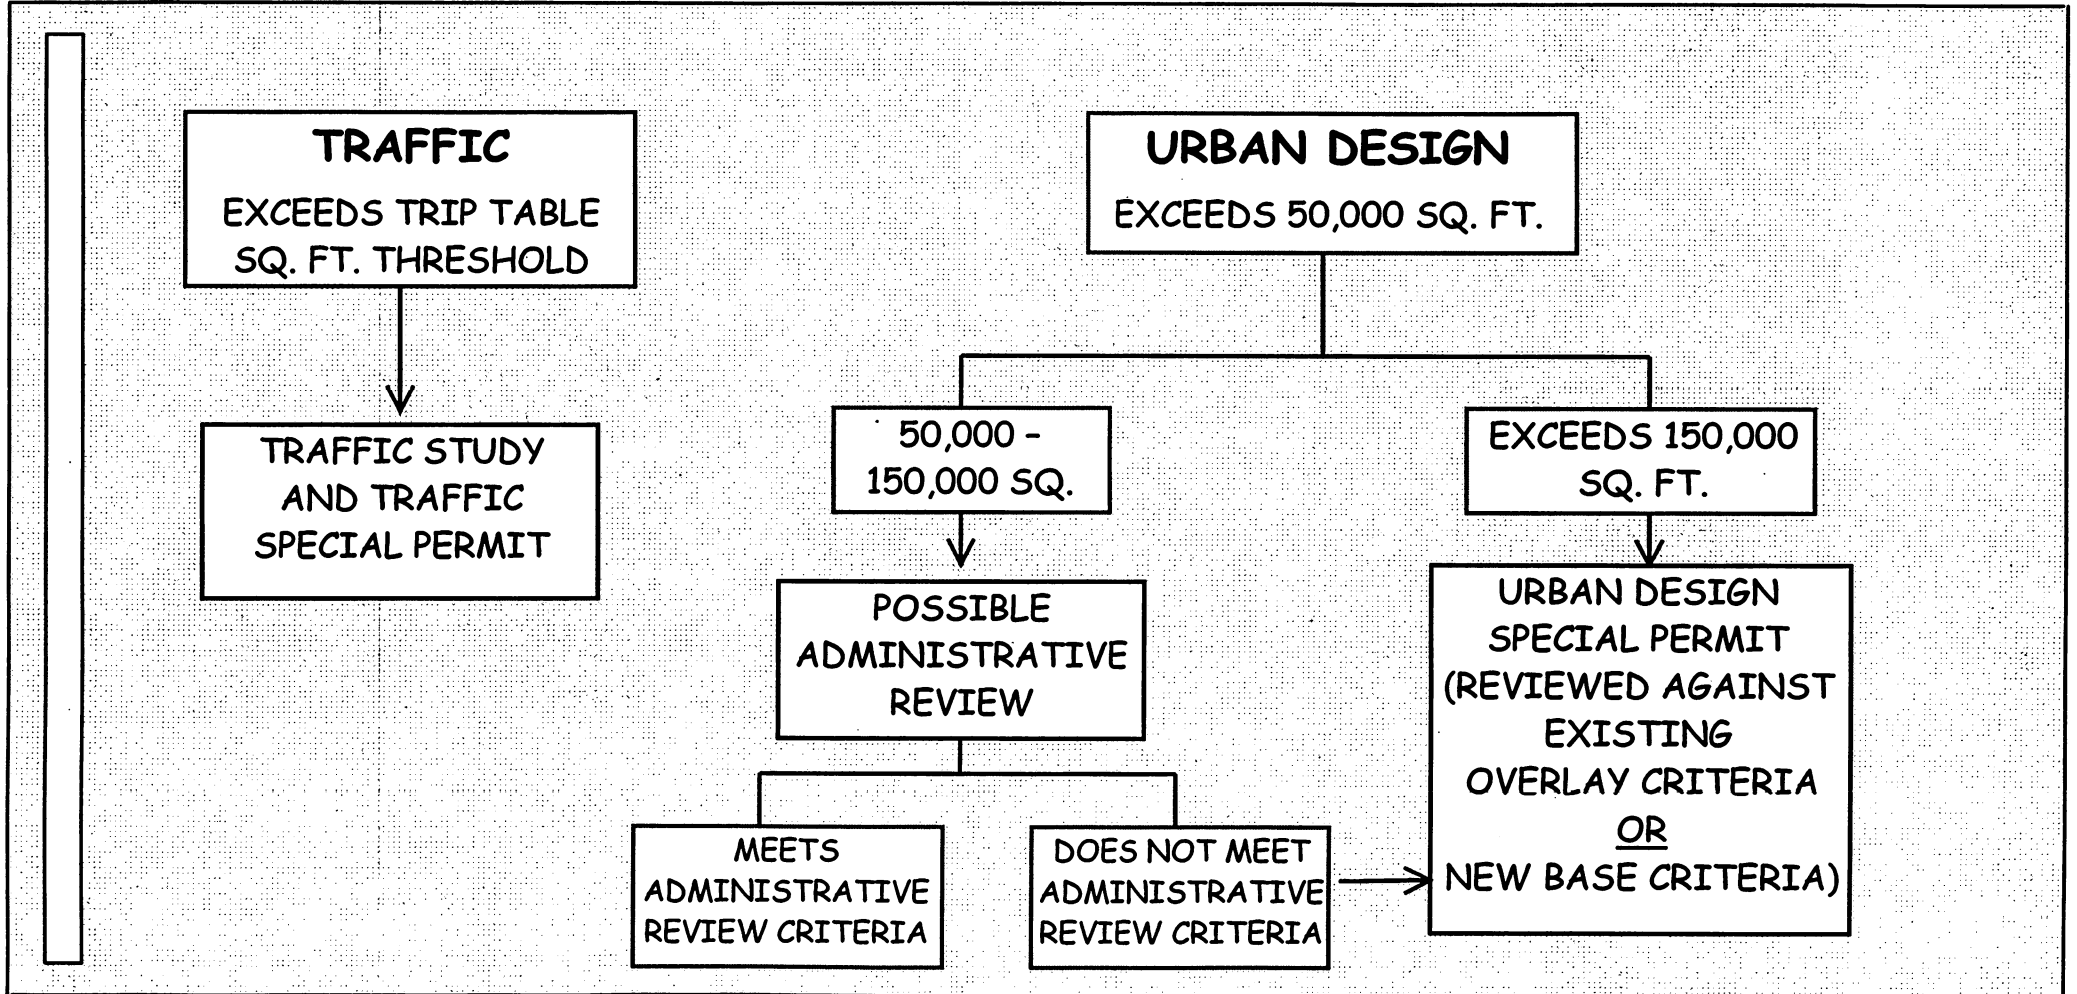 TRAFFIC
EXCEEDS TRIP TABLE
SQ. FT. THRESHOLD
TRAFFIC STUDY
AND TRAFFIC
SPECIAL PERMIT
URBAN DESIGN
EXCEEDS 50,000 SQ. FT.
50,000 –
150,000 SQ.
EXCEEDS 150,000
SQ. FT.
POSSIBLE
ADMINISTRATIVE
REVIEW
MEETS
ADMINISTRATIVE
REVIEW CRITERIA
DOES NOT MEET
ADMINISTRATIVE
REVIEW CRITERIA
URBAN DESIGN
SPECIAL PERMIT
(REVIEWED AGAINST
EXISTING
OVERLAY CRITERIA
OR
NEW BASE CRITERIA)